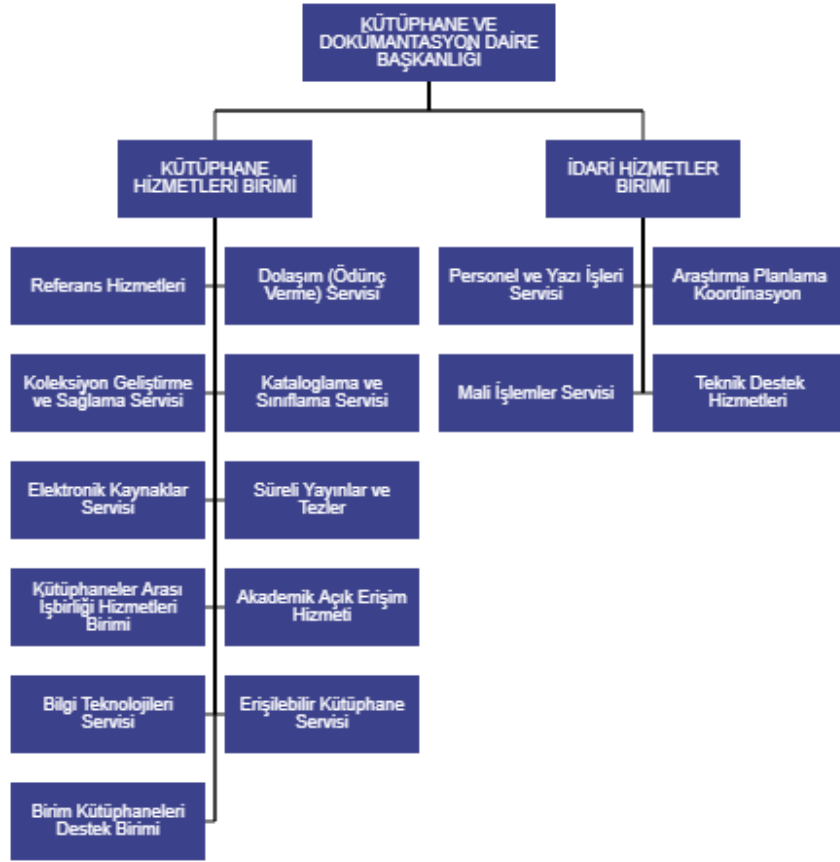 KÜTÜPHANE VE
DOKÜMANTASYON DAİRE
BAŞKANLIĞI
KÜTÜPHANE
HİZMETLERİ BİRİMİ
İDARİ HİZMETLER
BİRİMİ
Referans Hizmetleri
Dolaşım (Ödünç
Verme) Servisi
Personel ve Yazı İşleri
Servisi
Araştırma Planlama
Koordinasyon
Koleksiyon Geliştirme
ve Sağlama Servisi
Kataloglama ve
Sınıflama Servisi
Mali İşlemler Servisi
Teknik Destek
Hizmetleri
Elektronik Kaynaklar
Servisi
Süreli Yayınlar ve
Tezler
Kütüphaneler Arası
İşbirliği Hizmetleri
Birimi
Akademik Açık Erişim
Hizmeti
Bilgi Teknolojileri
Servisi
Erişilebilir Kütüphane
Servisi
Birim Kütüphaneleri
Destek Birimi